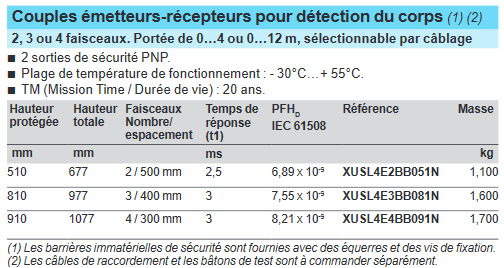 Couples émetteurs-récepteurs pour détection du corps (1) (2)
2, 3 ou 4 faisceaux. Portée de 0…4 ou 0…12 m, sélectionnable par câblage
■ 2 sorties de sécurité PNP.
■ Plage de température de fonctionnement : - 30°C…+ 55°C.
■ TM (Mission Time / Durée de vie) : 20 ans.
Hauteur protégée Hauteur totale Faisceaux Nombre/ espacement Temps de réponse (t1) PFHD IEC 61508 Référence Masse
mm mm ms kg
510 677 2 / 500 mm 2,5 6,89 x 10-9 XUSL4E2BB051N 1,100
810 977 3 / 400 mm 3 7,55 x 10-9 XUSL4E3BB081N 1,600
910 1077 4 / 300 mm 3 8,21 x 10-9 XUSL4E4BB091N 1,700
(1) Les barrières immatérielles de sécurité sont fournies avec des équerres et des vis de fixation.
(2) Les câbles de raccordement et les bâtons de test sont à commander séparément.